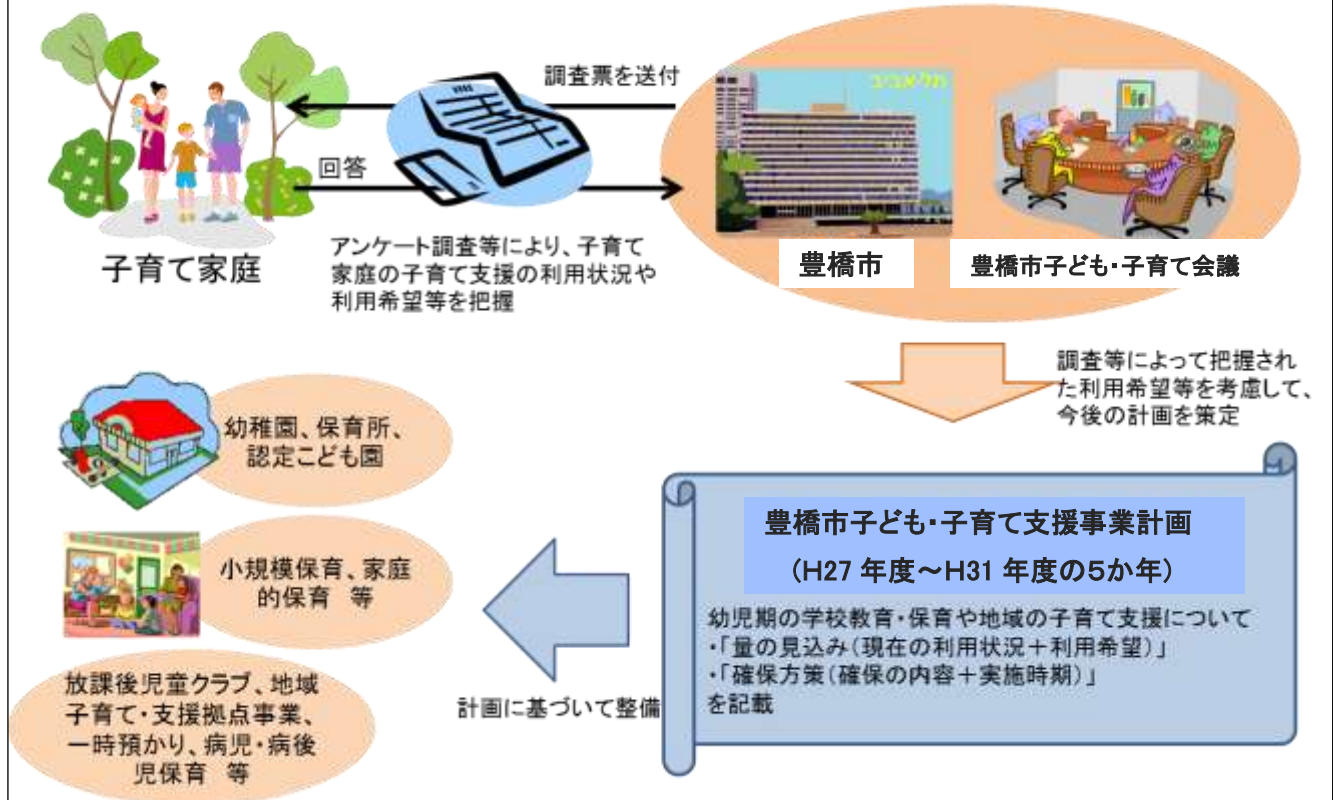 調査票を送付
תל־אביב
回答
子育て家庭
アンケート調査等により、子育て
家庭の子育て支援の利用状況や
利用希望等を把握
豊橋市
豊橋市子ども・子育て会議
調査等によって把握され
た利用希望等を考慮して、
今後の計画を策定
幼稚園、保育所、
認定こども園
小規模保育、家庭
的保育 等
放課後児童クラブ、地域
子育て・支援拠点事業、
一時預かり、病児・病後
児保育 等
計画に基づいて整備
豊橋市子ども・子育て支援事業計画
(H27 年度～H31 年度の5か年)
幼児期の学校教育・保育や地域の子育て支援について
・「量の見込み(現在の利用状況+利用希望)」
・「確保方策(確保の内容+実施時期)」
を記載